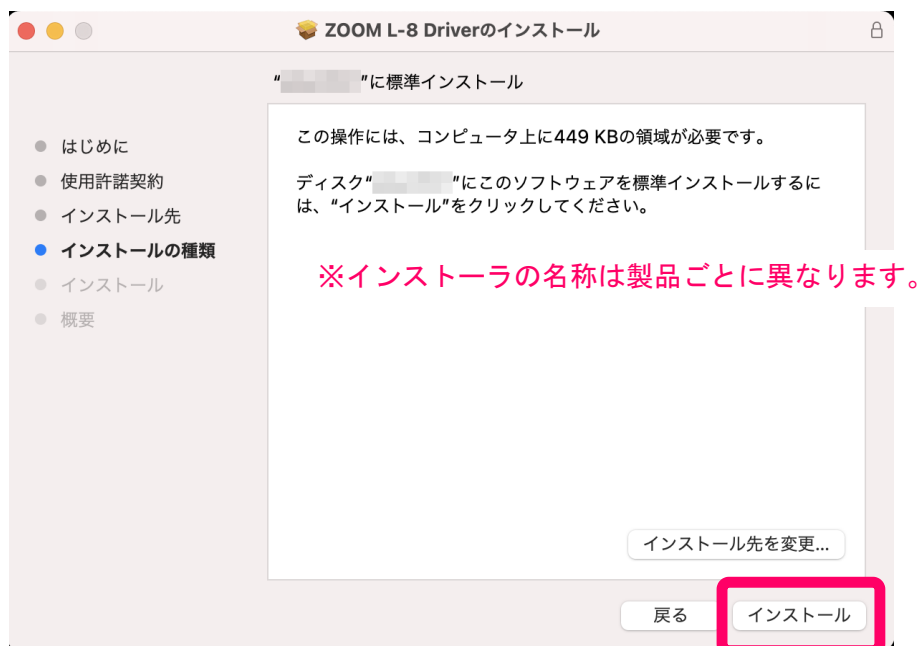 ZOOM L-8 Driverのインストール
“ ”に標準インストール
はじめに
使用許諾契約
インストール先
インストールの種類
インストール
概要
この操作には、コンピュータ上に449 KBの領域が必要です。
ディスク“ ”にこのソフトウェアを標準インストールするに
は、“インストール”をクリックしてください。
※インストーラの名称は製品ごとに異なります。
インストール先を変更...
戻る
インストール